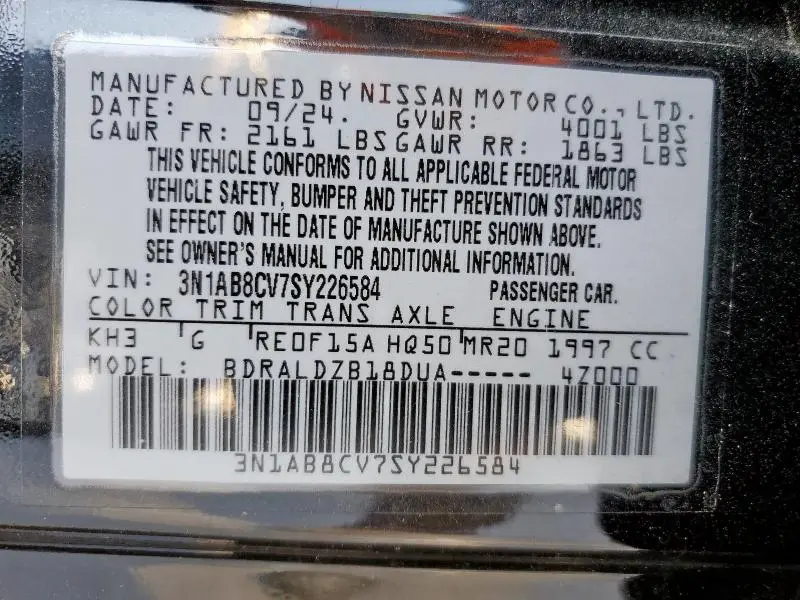 MANUFACTURED BY NISSAN MOTOR CO., LTD.
DATE: 09/24. GVWR: 4001 LBS
GAWR FR: 2161 LBS GAWR RR: 1863 LBS
THIS VEHICLE CONFORMS TO ALL APPLICABLE FEDERAL MOTOR
VEHICLE SAFETY, BUMPER AND THEFT PREVENTION STANDARDS
IN EFFECT ON THE DATE OF MANUFACTURE SHOWN ABOVE.
SEE OWNER'S MANUAL FOR ADDITIONAL INFORMATION.
VIN: 3N1AB8CV7SY226584 PASSENGER CAR.
COLOR TRIM TRANS AXLE ENGINE
KH3 G RE0F15A HQ50 MR20 1997 CC
MODEL: BDRALDZB18DUA----- 4Z000
3N1AB8CV7SY226584